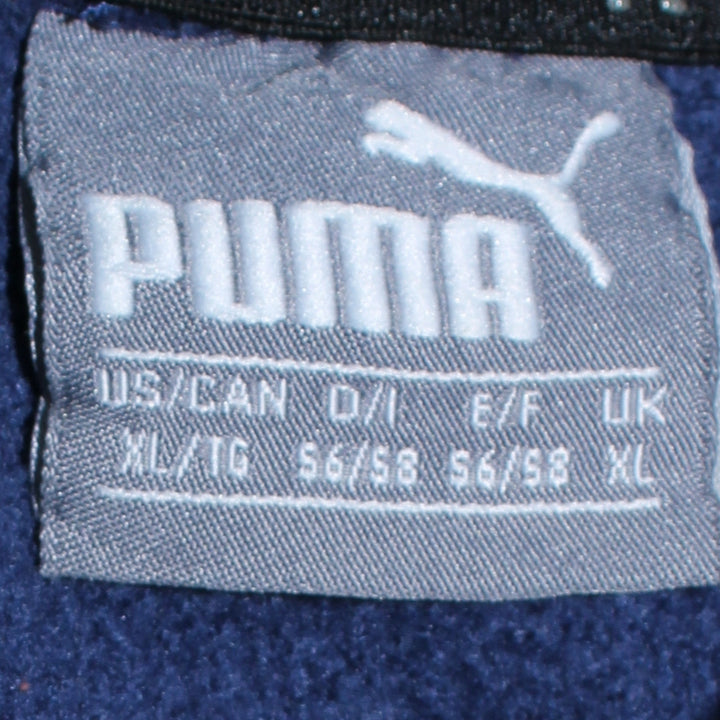 PUMA
US/CAN D/I E/F UK
XL/TG 56/58 56/58 XL